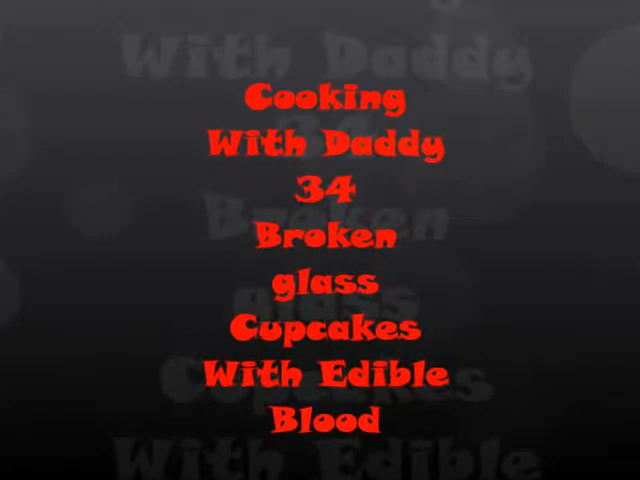 Cooking
With Daddy
34
Broken
glass
Cupcakes
With Edible
Blood